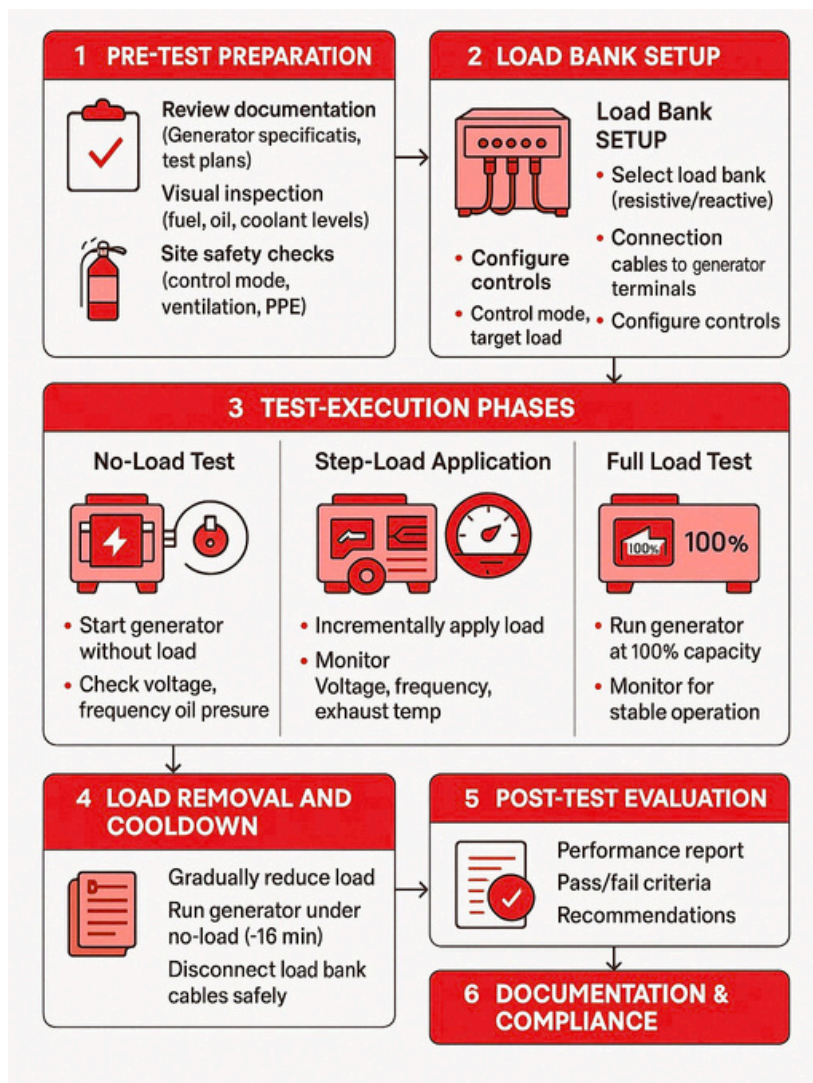 1 PRE-TEST PREPARATION
Review documentation
(Generator specificatis,
test plans)
Visual inspection
(fuel, oil, coolant levels)
Site safety checks
(control mode,
ventilation, PPE)
2 LOAD BANK SETUP
Load Bank
SETUP
• Select load bank
(resistive/reactive)
• Connection
cables to generator
terminals
• Configure controls
• Configure
controls
• Control mode,
target load
3 TEST-EXECUTION PHASES
No-Load Test
• Start generator
without load
• Check voltage,
frequency oil presure
Step-Load Application
• Incrementally apply load
• Monitor
Voltage, frequency,
exhaust temp
Full Load Test
100%
100%
• Run generator
at 100% capacity
• Monitor for
stable operation
4 LOAD REMOVAL AND
COOLDOWN
Gradually reduce load
Run generator under
no-load (-16 min)
Disconnect load bank
cables safely
5 POST-TEST EVALUATION
Performance report
Pass/fail criteria
Recommendations
6 DOCUMENTATION &
COMPLIANCE